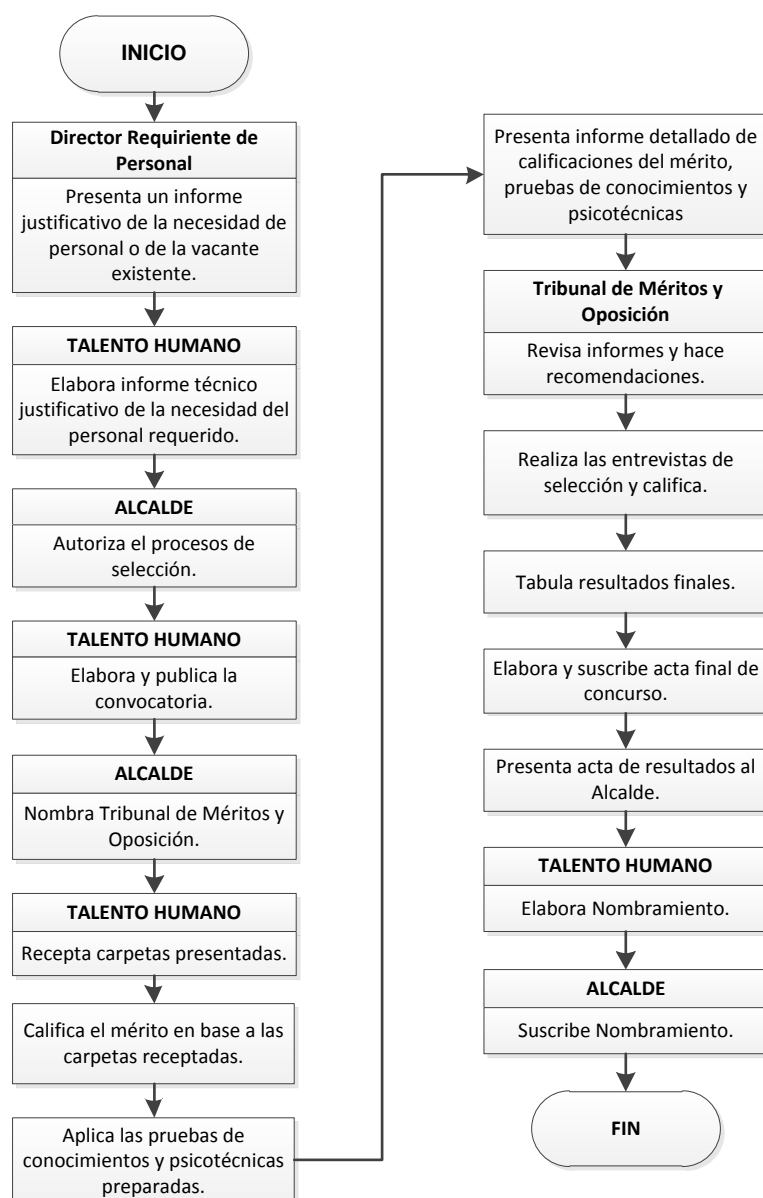 INICIO
Director Requiriente de
Personal
Presenta un informe
justificativo de la necesidad de
personal o de la vacante
existente.
TALENTO HUMANO
Elabora informe técnico
justificativo de la necesidad del
personal requerido.
ALCALDE
Autoriza el procesos de
selección.
TALENTO HUMANO
Elabora y publica la
convocatoria.
ALCALDE
Nombra Tribunal de Méritos y
Oposición.
TALENTO HUMANO
Recepta carpetas presentadas.
Califica el mérito en base a las
carpetas receptadas.
Aplica las pruebas de
conocimientos y psicotécnicas
preparadas.
Presenta informe detallado de
calificaciones del mérito,
pruebas de conocimientos y
psicotécnicas
Tribunal de Méritos y
Oposición
Revisa informes y hace
recomendaciones.
Realiza las entrevistas de
selección y califica.
Tabula resultados finales.
Elabora y suscribe acta final de
concurso.
Presenta acta de resultados al
Alcalde.
TALENTO HUMANO
Elabora Nombramiento.
ALCALDE
Suscribe Nombramiento.
FIN